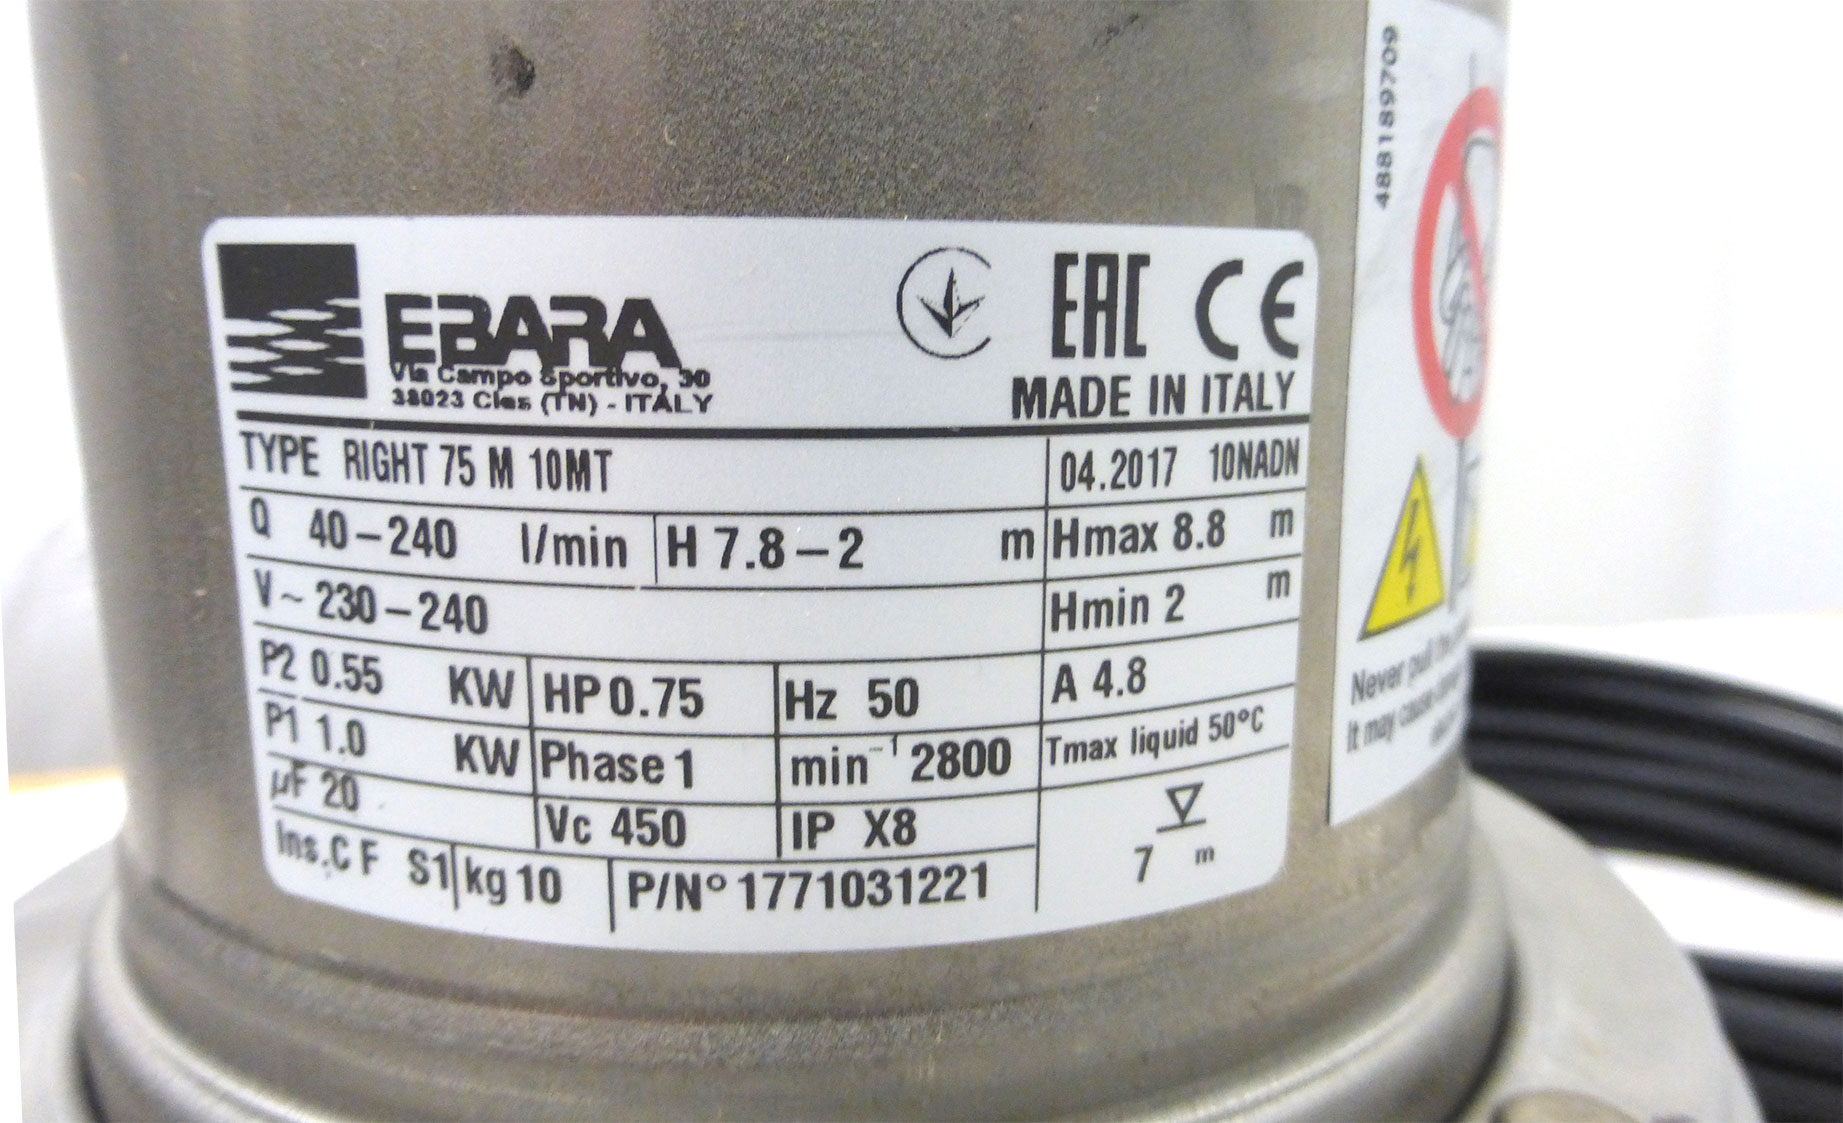 EBARA
Via Campo Sportivo, 30
38023 Cles (TN) - ITALY
EAC CE
MADE IN ITALY
TYPE RIGHT 75 M 10MT 04.2017 10NADN
Q 40-240 l/min H 7.8-2 m Hmax 8.8 m
V~ 230-240 Hmin 2 m
P2 0.55 KW HP 0.75 Hz 50 A 4.8
P1 1.0 KW Phase 1 min⁻¹ 2800 Tmax liquid 50°C
µF 20 Vc 450 IP X8
7 m
Ins.C F S1 kg 10 P/N° 1771031221
488189709
Never pull
It may cause